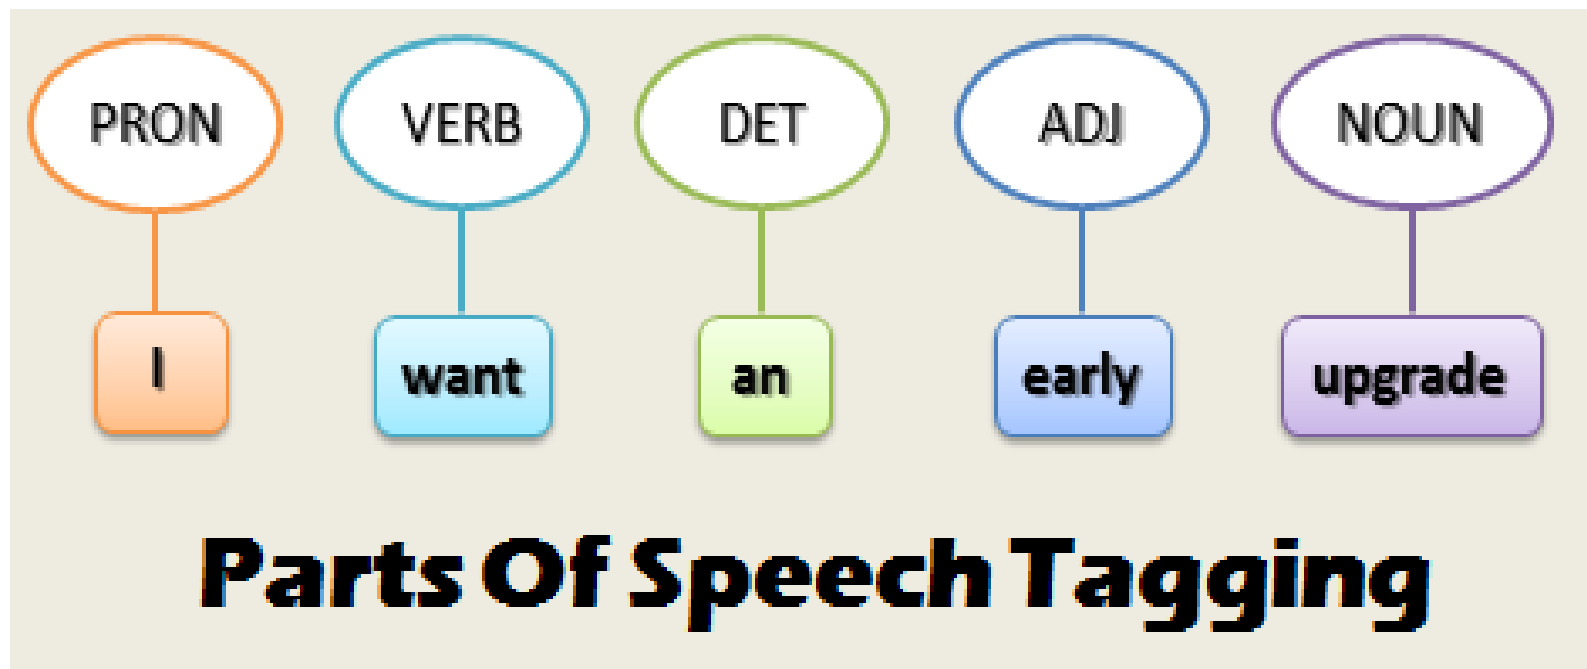 PRON VERB DET ADJ NOUN
I want an early upgrade
Parts Of Speech Tagging